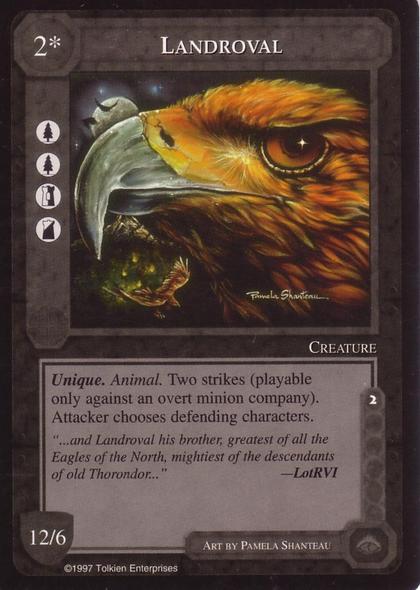 2*
LANDROVAL
Pamela Shanteau
CREATURE
Unique. Animal. Two strikes (playable
only against an overt minion company).
Attacker chooses defending characters.
2
"...and Landroval his brother, greatest of all the
Eagles of the North, mightiest of the descendants
of old Thorondor..." —LotRVI
12/6
ART BY PAMELA SHANTEAU
©1997 Tolkien Enterprises